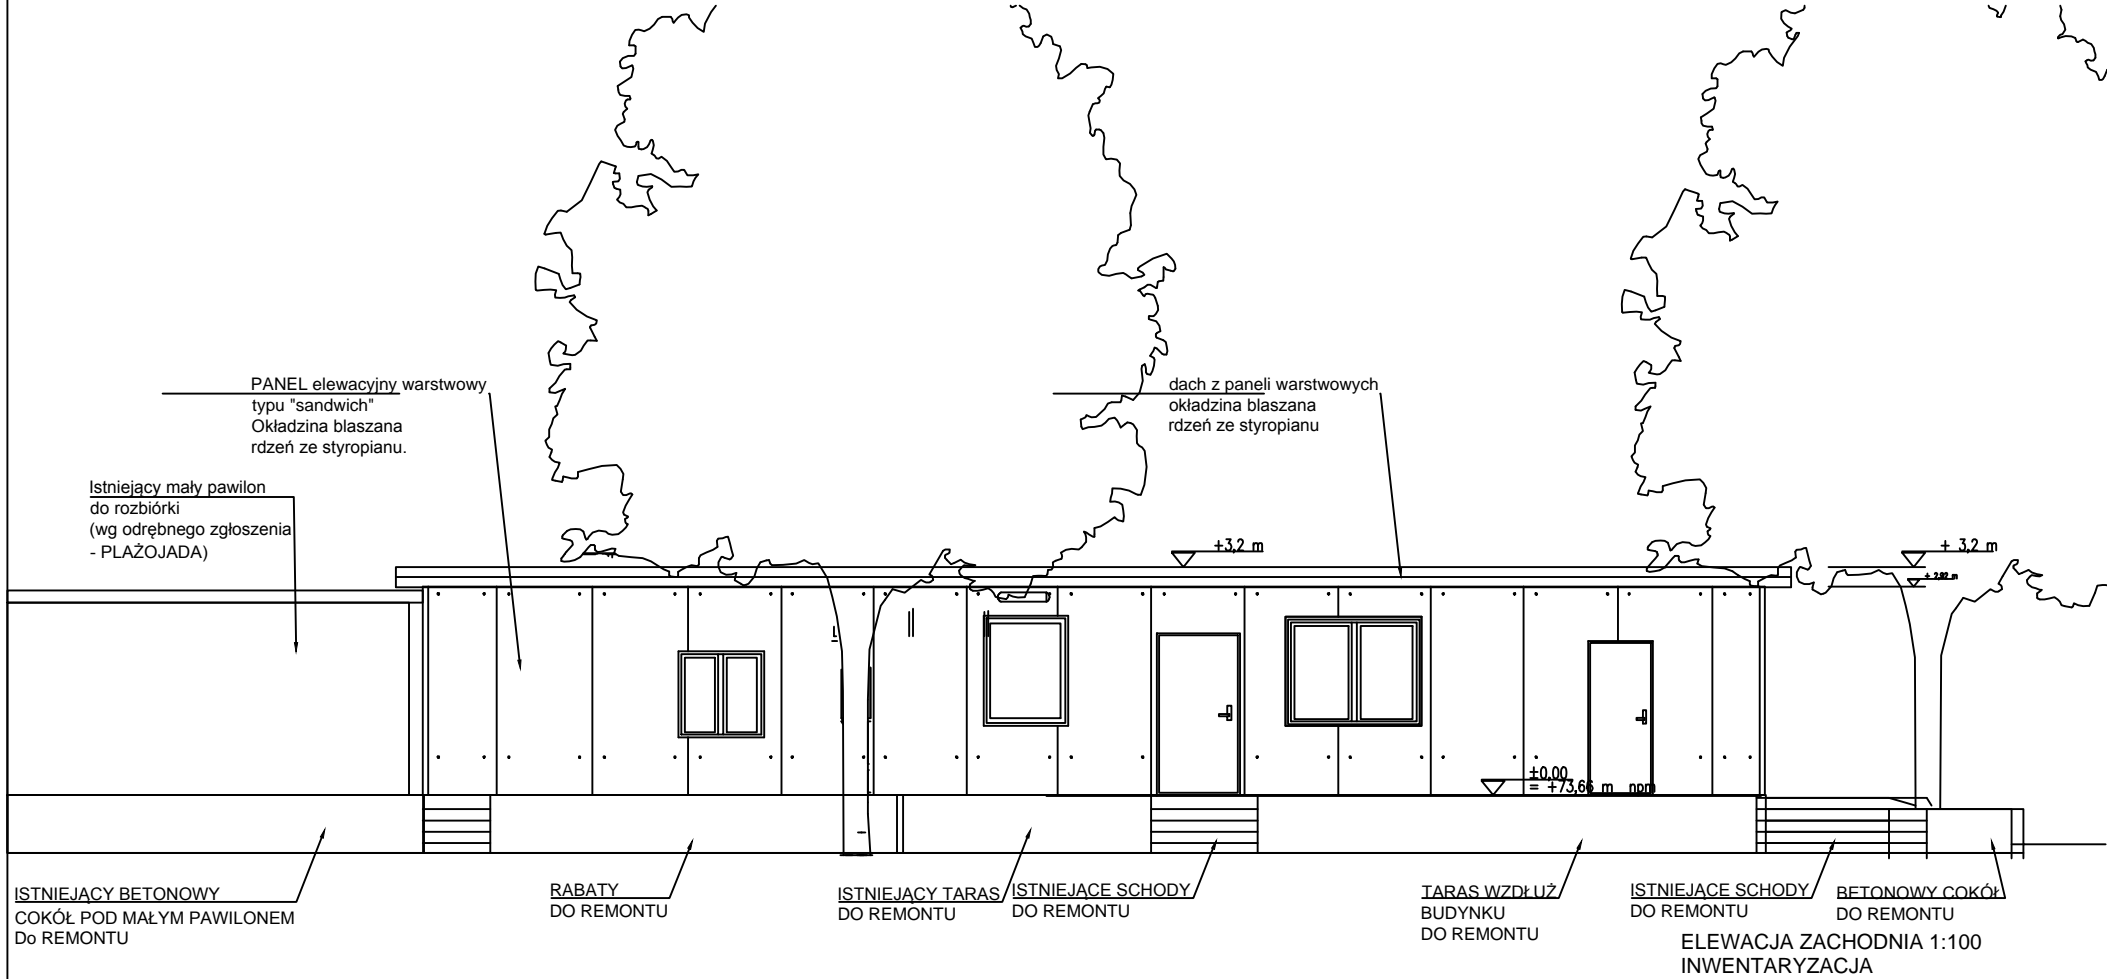 PANEL elewacyjny warstwowy
typu "sandwich"
Okładzina blaszana
rdzeń ze styropianu.
dach z paneli warstwowych
okładzina blaszana
rdzeń ze styropianu
Istniejący mały pawilon
do rozbiórki
(wg odrębnego zgłoszenia
- PLAŻOJADA)
+3,2 m
+ 3,2 m
+ 2,92 m
±0,00
= +73,66 m npm
ISTNIEJĄCY BETONOWY
COKÓŁ POD MAŁYM PAWILONEM
Do REMONTU
RABATY
DO REMONTU
ISTNIEJĄCY TARAS
DO REMONTU
ISTNIEJĄCE SCHODY
DO REMONTU
TARAS WZDŁUŻ
BUDYNKU
DO REMONTU
ISTNIEJĄCE SCHODY
DO REMONTU
BETONOWY COKÓŁ
DO REMONTU
ELEWACJA ZACHODNIA 1:100
INWENTARYZACJA